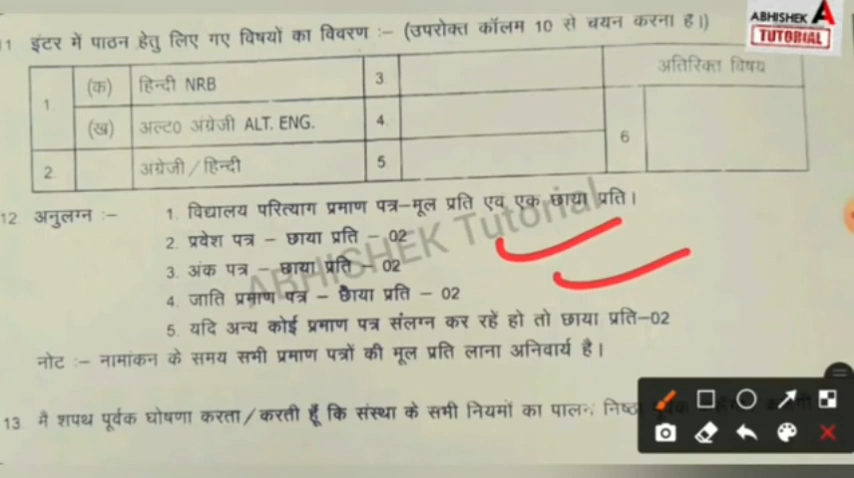 ABHISHEK A
TUTORIAL
11 इंटर में पाठन हेतु लिए गए विषयों का विवरण :– (उपरोक्त कॉलम 10 से चयन करना है।)
1. (क) हिन्दी NRB 3. अतिरिक्त विषय
(ख) अल्ट0 अंग्रेजी ALT. ENG. 4. 6
2 अंग्रेजी / हिन्दी 5
12 अनुलग्न :– 1. विद्यालय परित्याग प्रमाण पत्र–मूल प्रति एवं एक छाया प्रति।
2. प्रवेश पत्र – छाया प्रति – 02
3. अंक पत्र – छाया प्रति – 02
4. जाति प्रमाण पत्र – छाया प्रति – 02
5. यदि अन्य कोई प्रमाण पत्र संलग्न कर रहें हो तो छाया प्रति–02
नोट :– नामांकन के समय सभी प्रमाण पत्रों की मूल प्रति लाना अनिवार्य है।
ABHISHEK Tutorial
13. मै शपथ पूर्वक घोषणा करता / करती हूँ कि संस्था के सभी नियमों का पालन निष्ठा